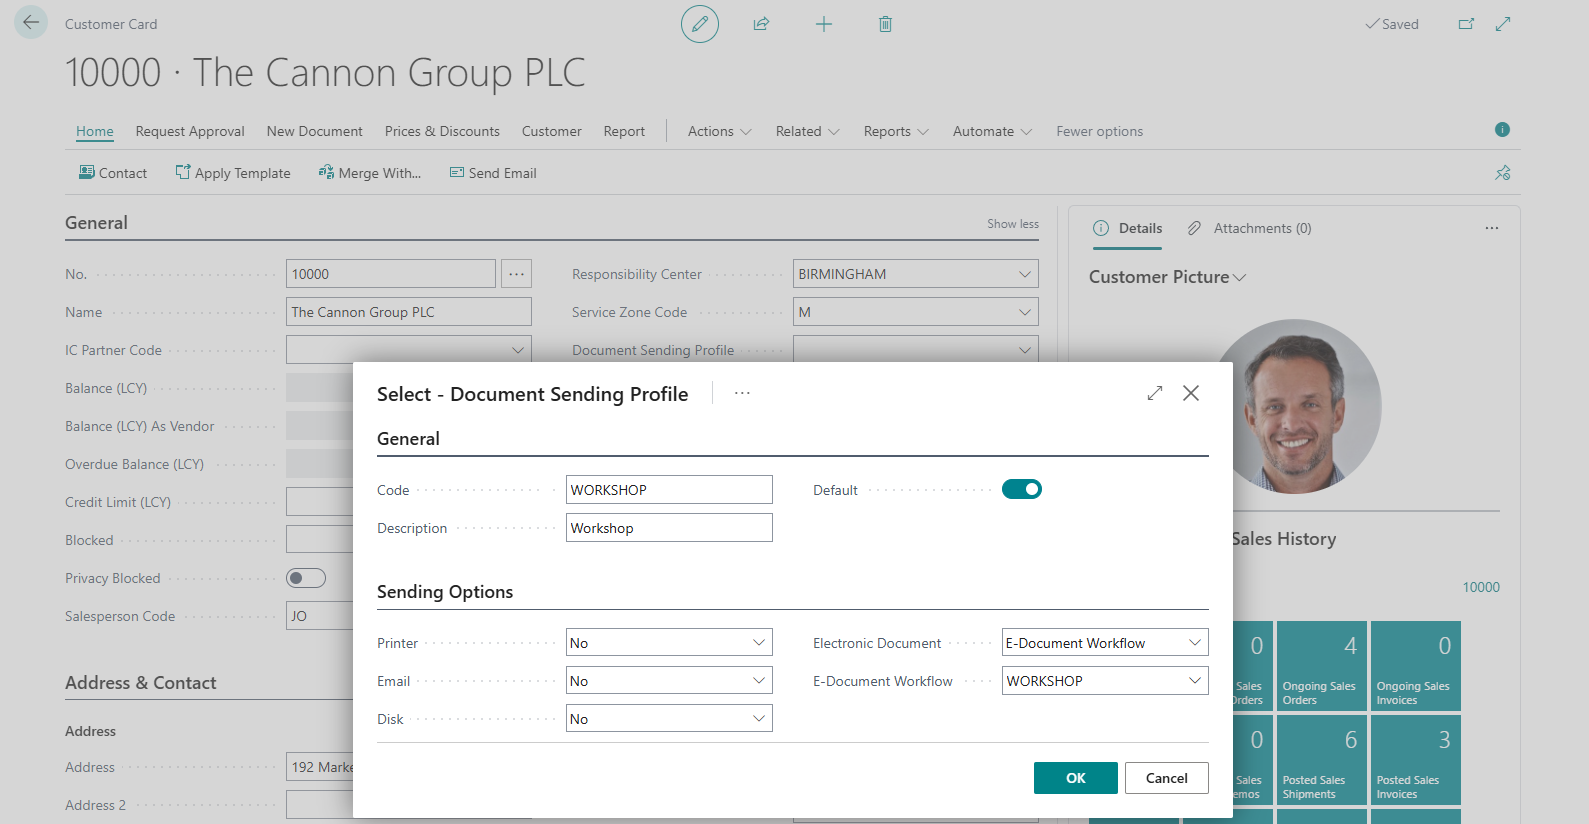 Customer Card
Saved
10000 · The Cannon Group PLC
Home Request Approval New Document Prices & Discounts Customer Report Actions Related Reports Automate Fewer options
Contact Apply Template Merge With... Send Email
General Show less
No. 10000
Name The Cannon Group PLC
IC Partner Code
Balance (LCY)
Balance (LCY) As Vendor
Overdue Balance (LCY)
Credit Limit (LCY)
Blocked
Privacy Blocked
Salesperson Code JO
Responsibility Center BIRMINGHAM
Service Zone Code M
Document Sending Profile
Address & Contact
Address
Address 192 Marke
Address 2
Details Attachments (0)
Customer Picture
Sales History
10000
0 4 0
Sales Ongoing Sales Ongoing Sales
Orders Orders Invoices
0 6 3
Sales Posted Sales Posted Sales
emos Shipments Invoices
Select - Document Sending Profile
General
Code WORKSHOP
Description Workshop
Default
Sending Options
Printer No
Email No
Disk No
Electronic Document E-Document Workflow
E-Document Workflow WORKSHOP
OK Cancel